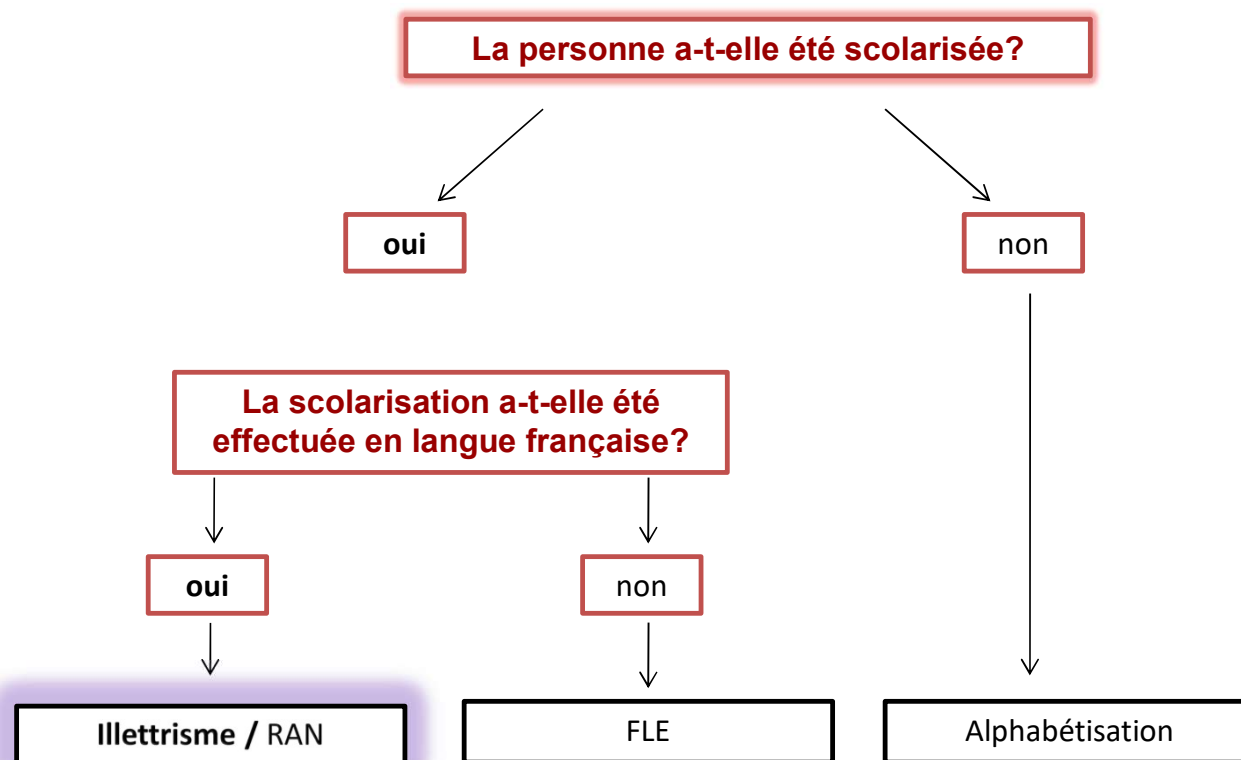 La personne a-t-elle été scolarisée?
oui
non
La scolarisation a-t-elle été
effectuée en langue française?
oui
non
Illettrisme / RAN
FLE
Alphabétisation